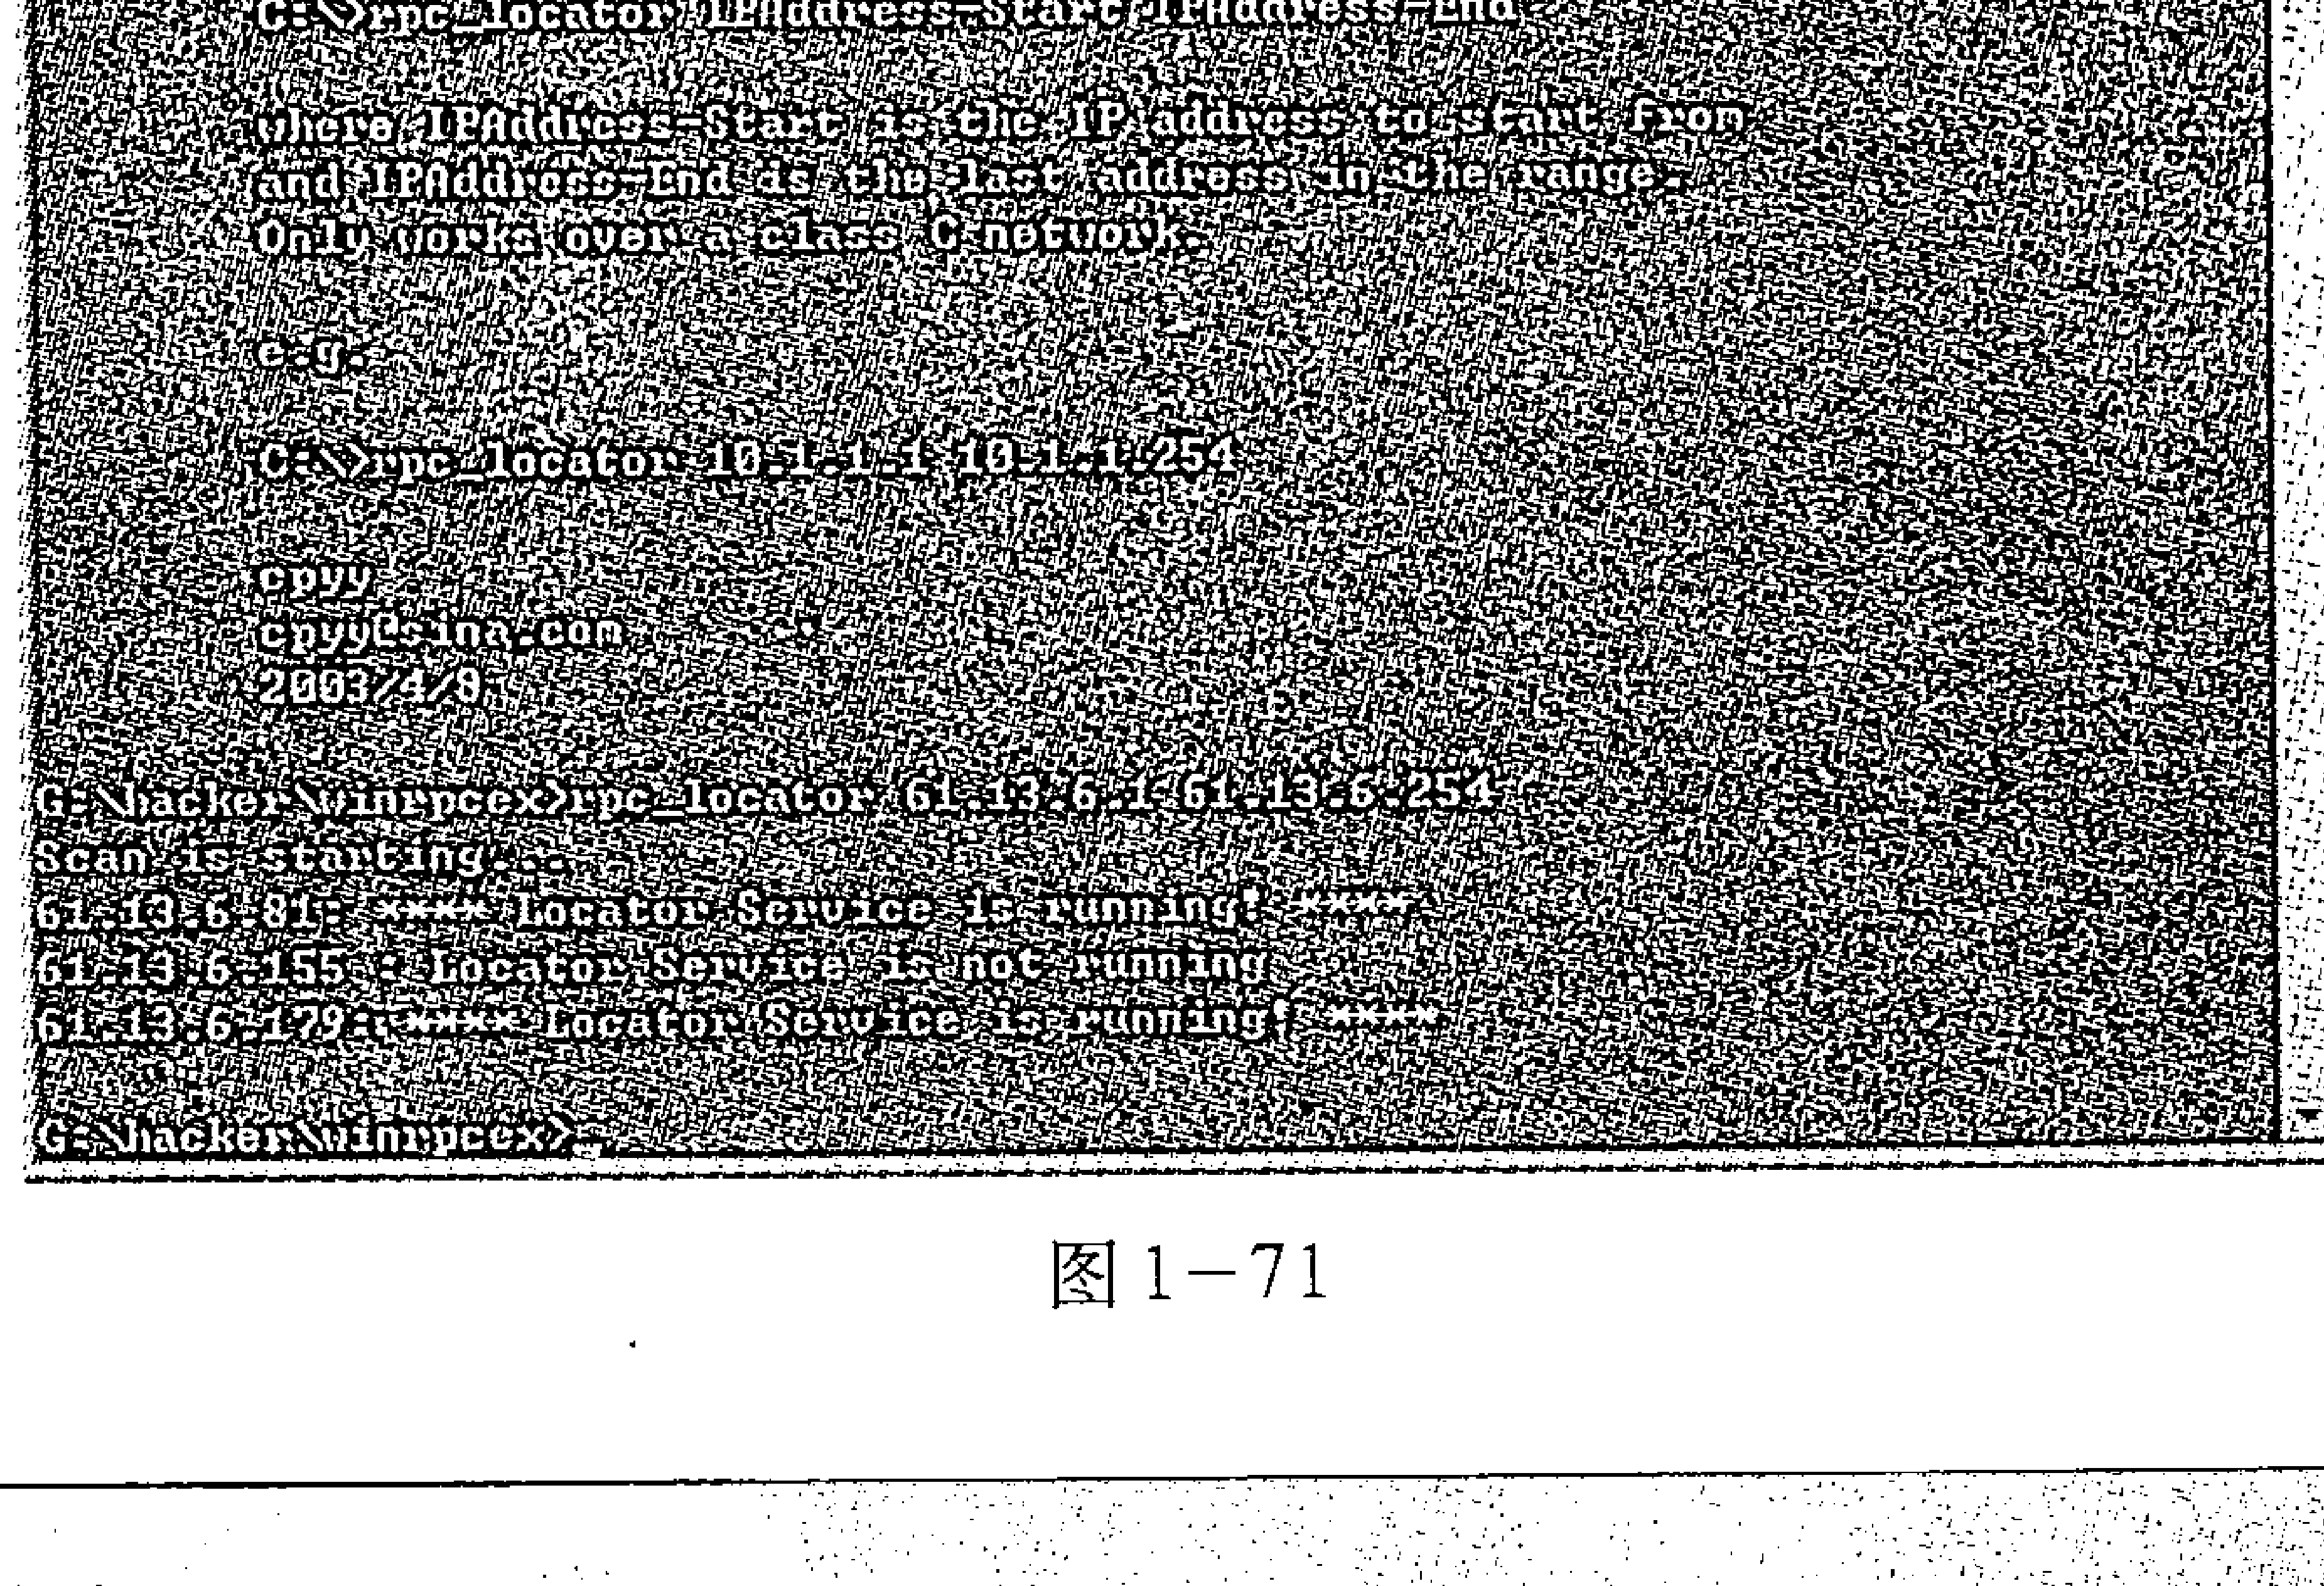 C:\>rpc_locator IPAddress-Start IPAddress-End
where IPAddress-Start is the IP address to start from
and IPAddress-End is the last address in the range.
Only works over a class C network.
e.g.
C:\>rpc_locator 10.1.1.1 10.1.1.254
cpyy
cpyy@sina.com
2003/4/8
G:\hacker\winrpcex>rpc_locator 61.13.6.1 61.13.6.254
Scan is starting...
61.13.6.81: **** Locator Service is running! ****
61.13.6.155 : Locator Service is not running
61.13.6.179: **** Locator Service is running! ****
G:\hacker\winrpcex>_
图 1-71